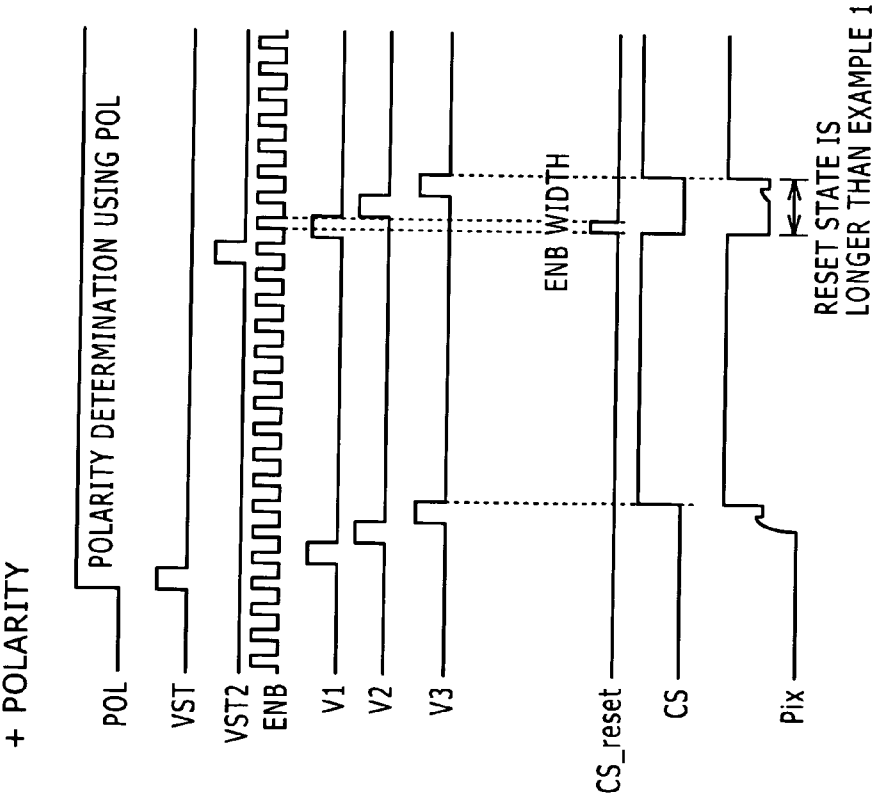 + POLARITY
POL
POLARITY DETERMINATION USING POL
VST
VST2
ENB
V1
V2
V3
ENB WIDTH
CS_reset
CS
Pix
RESET STATE IS
LONGER THAN EXAMPLE 1